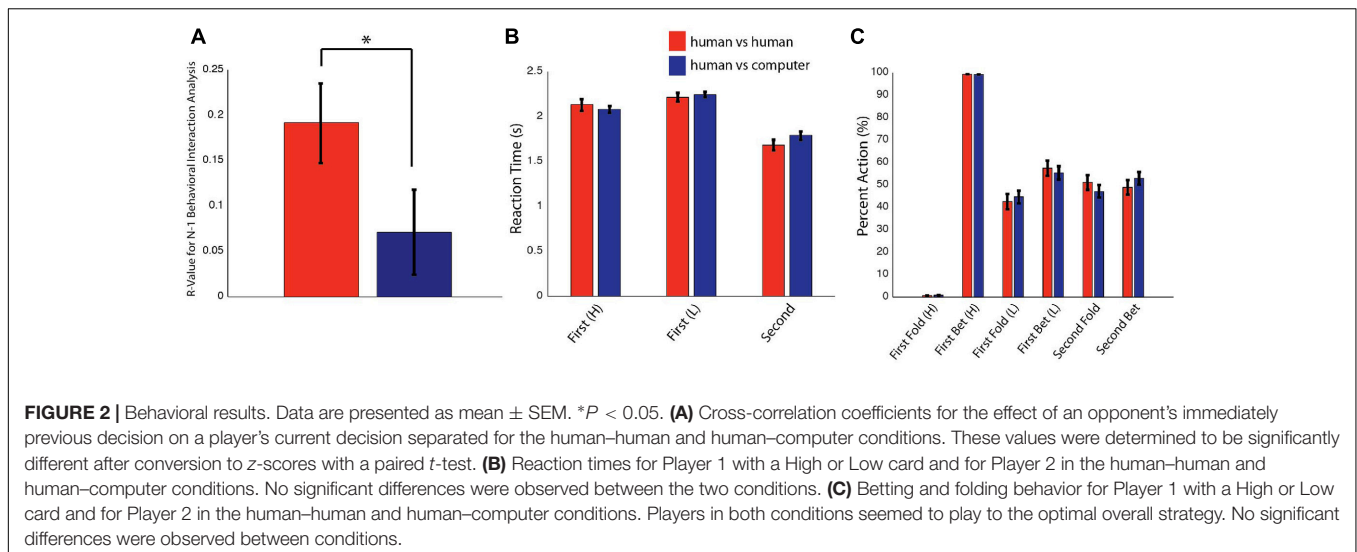 A
*
R-Value for N-1 Behavioral Interaction Analysis
0.25
0.2
0.15
0.1
0.05
0
B
human vs human
human vs computer
Reaction Time (s)
2.5
2
1.5
1
0.5
0
First (H)
First (L)
Second
C
Percent Action (%)
100
90
80
70
60
50
40
30
20
10
0
First Fold (H)
First Bet (H)
First Fold (L)
First Bet (L)
Second Fold
Second Bet
FIGURE 2 | Behavioral results. Data are presented as mean ± SEM. *P < 0.05. (A) Cross-correlation coefficients for the effect of an opponent's immediately
previous decision on a player's current decision separated for the human–human and human–computer conditions. These values were determined to be significantly
different after conversion to z-scores with a paired t-test. (B) Reaction times for Player 1 with a High or Low card and for Player 2 in the human–human and
human–computer conditions. No significant differences were observed between the two conditions. (C) Betting and folding behavior for Player 1 with a High or Low
card and for Player 2 in the human–human and human–computer conditions. Players in both conditions seemed to play to the optimal overall strategy. No significant
differences were observed between conditions.